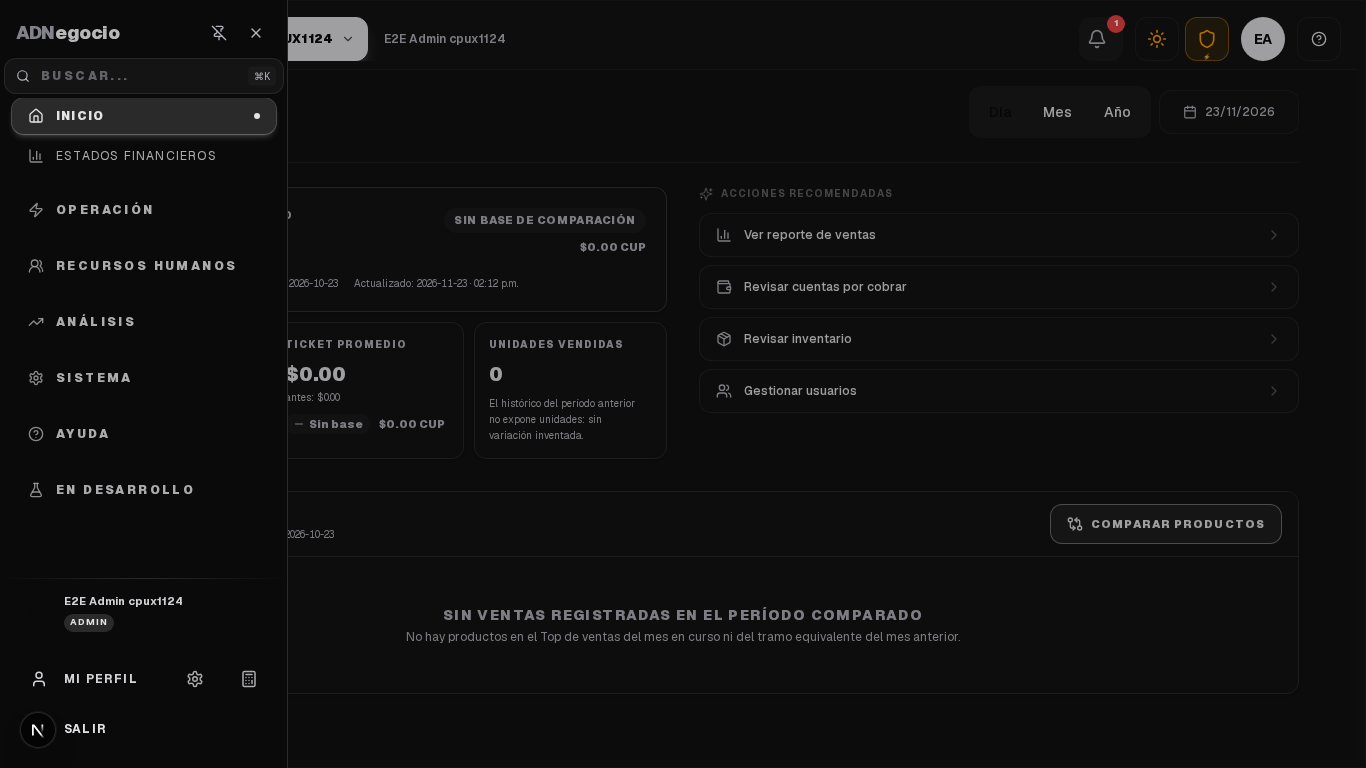 ADNegocio
BUSCAR...
⌘K
INICIO
ESTADOS FINANCIEROS
OPERACIÓN
RECURSOS HUMANOS
ANÁLISIS
SISTEMA
AYUDA
EN DESARROLLO
E2E Admin cpux1124
ADMIN
MI PERFIL
SALIR
UX1124
E2E Admin cpux1124
1
EA
Día
Mes
Año
23/11/2026
SIN BASE DE COMPARACIÓN
$0.00 CUP
2026-10-23
Actualizado: 2026-11-23 · 02:12 p.m.
TICKET PROMEDIO
$0.00
antes: $0.00
— Sin base
$0.00 CUP
UNIDADES VENDIDAS
0
El histórico del período anterior
no expone unidades: sin
variación inventada.
ACCIONES RECOMENDADAS
Ver reporte de ventas
Revisar cuentas por cobrar
Revisar inventario
Gestionar usuarios
2026-10-23
COMPARAR PRODUCTOS
SIN VENTAS REGISTRADAS EN EL PERÍODO COMPARADO
No hay productos en el Top de ventas del mes en curso ni del tramo equivalente del mes anterior.